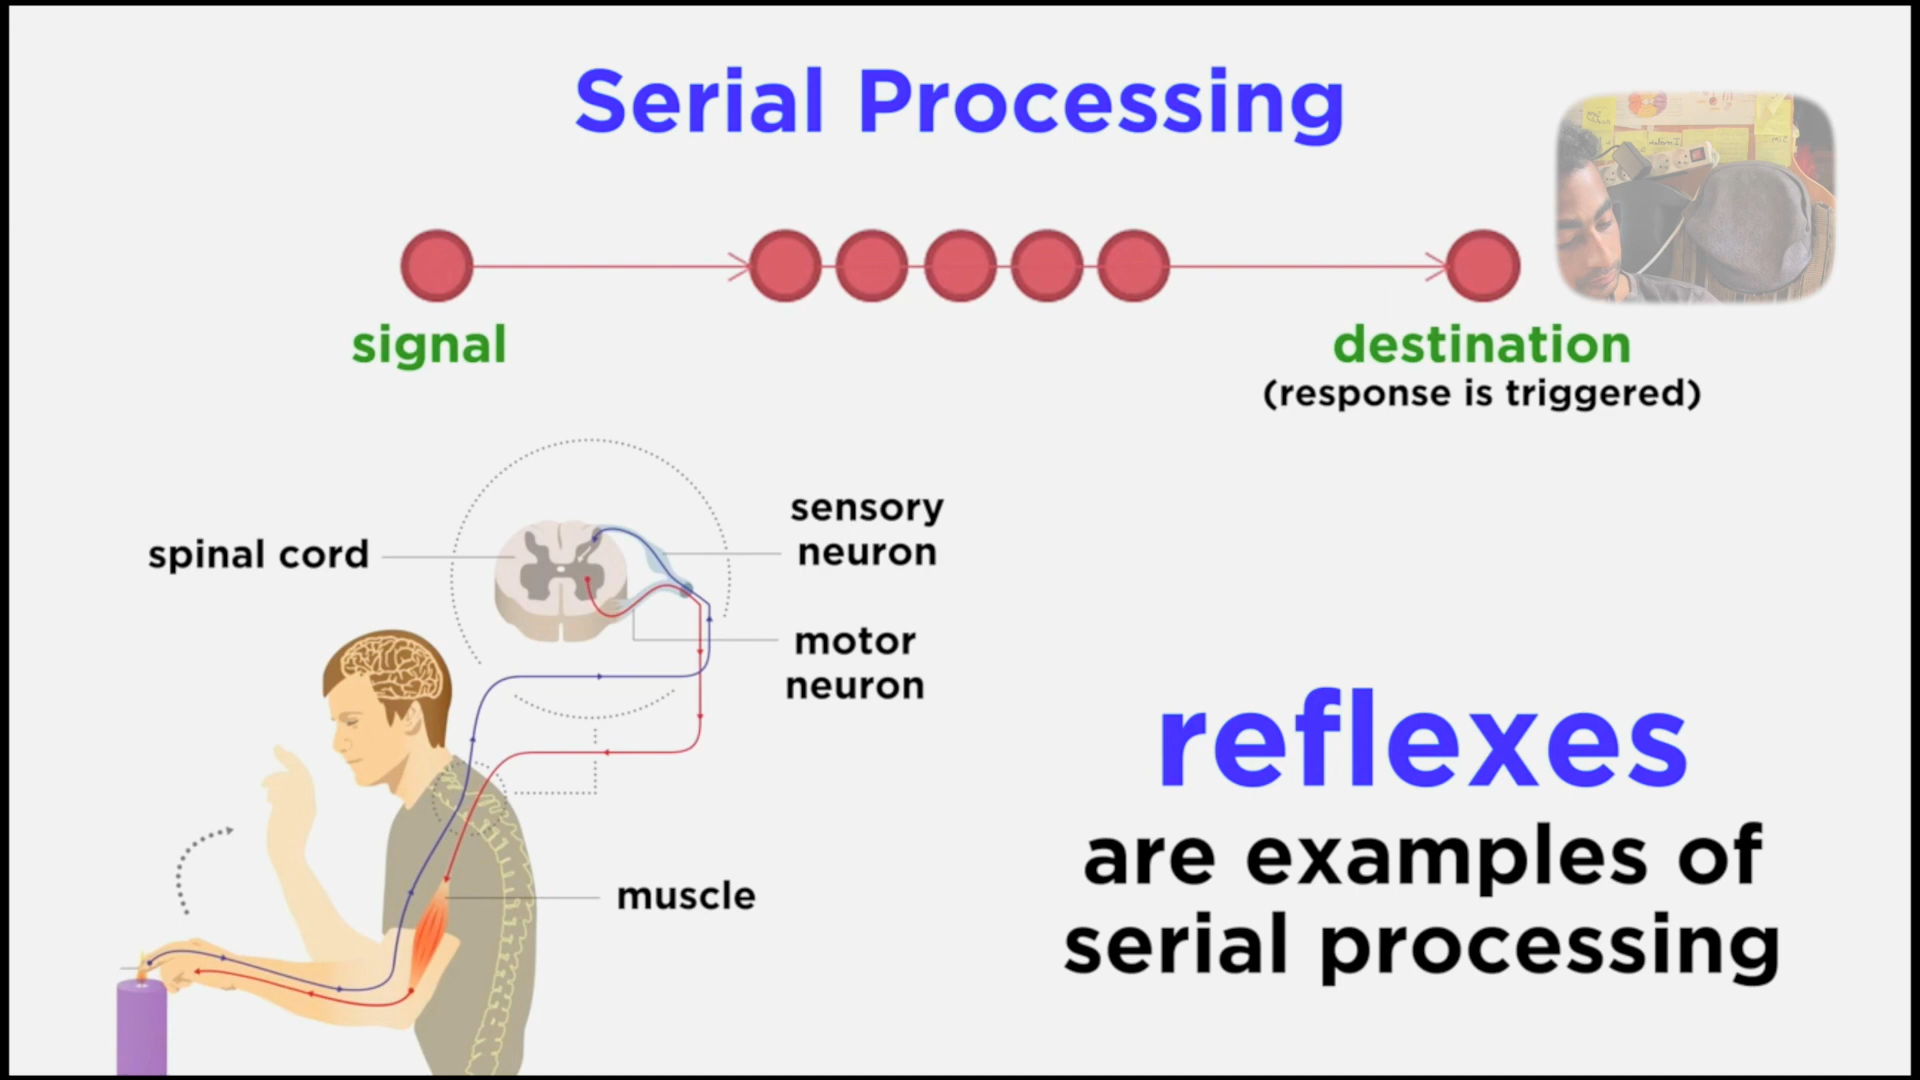 Serial Processing
signal
destination
(response is triggered)
spinal cord
sensory
neuron
motor
neuron
muscle
reflexes
are examples of
serial processing